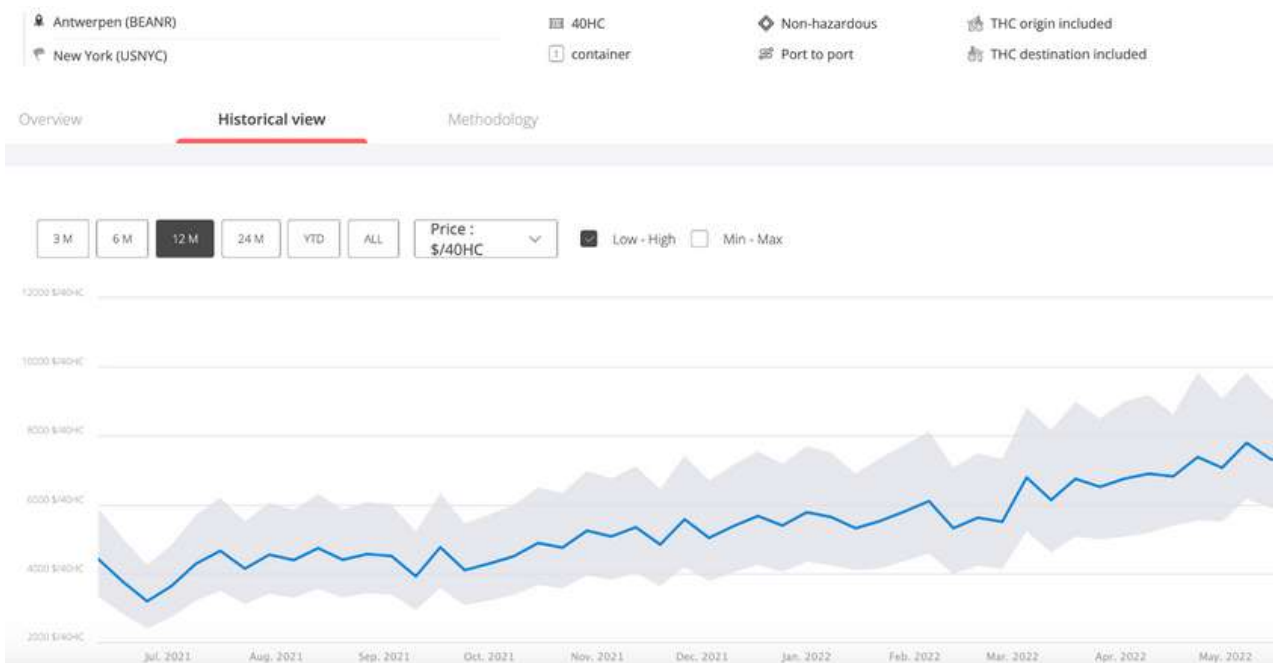 Antwerpen (BEANR)
40HC
Non-hazardous
THC origin included
New York (USNYC)
1 container
Port to port
THC destination included
Overview
Historical view
Methodology
3 M
6 M
12 M
24 M
YTD
ALL
Price :
$/40HC
Low - High
Min - Max
12000 $/40HC
10000 $/40HC
8000 $/40HC
6000 $/40HC
4000 $/40HC
2000 $/40HC
Jul. 2021
Aug. 2021
Sep. 2021
Oct. 2021
Nov. 2021
Dec. 2021
Jan. 2022
Feb. 2022
Mar. 2022
Apr. 2022
May. 2022